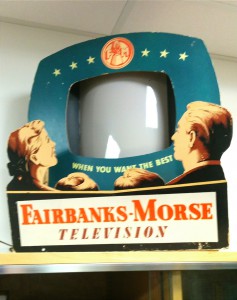 WHEN YOU WANT THE BEST
FAIRBANKS-MORSE
TELEVISION